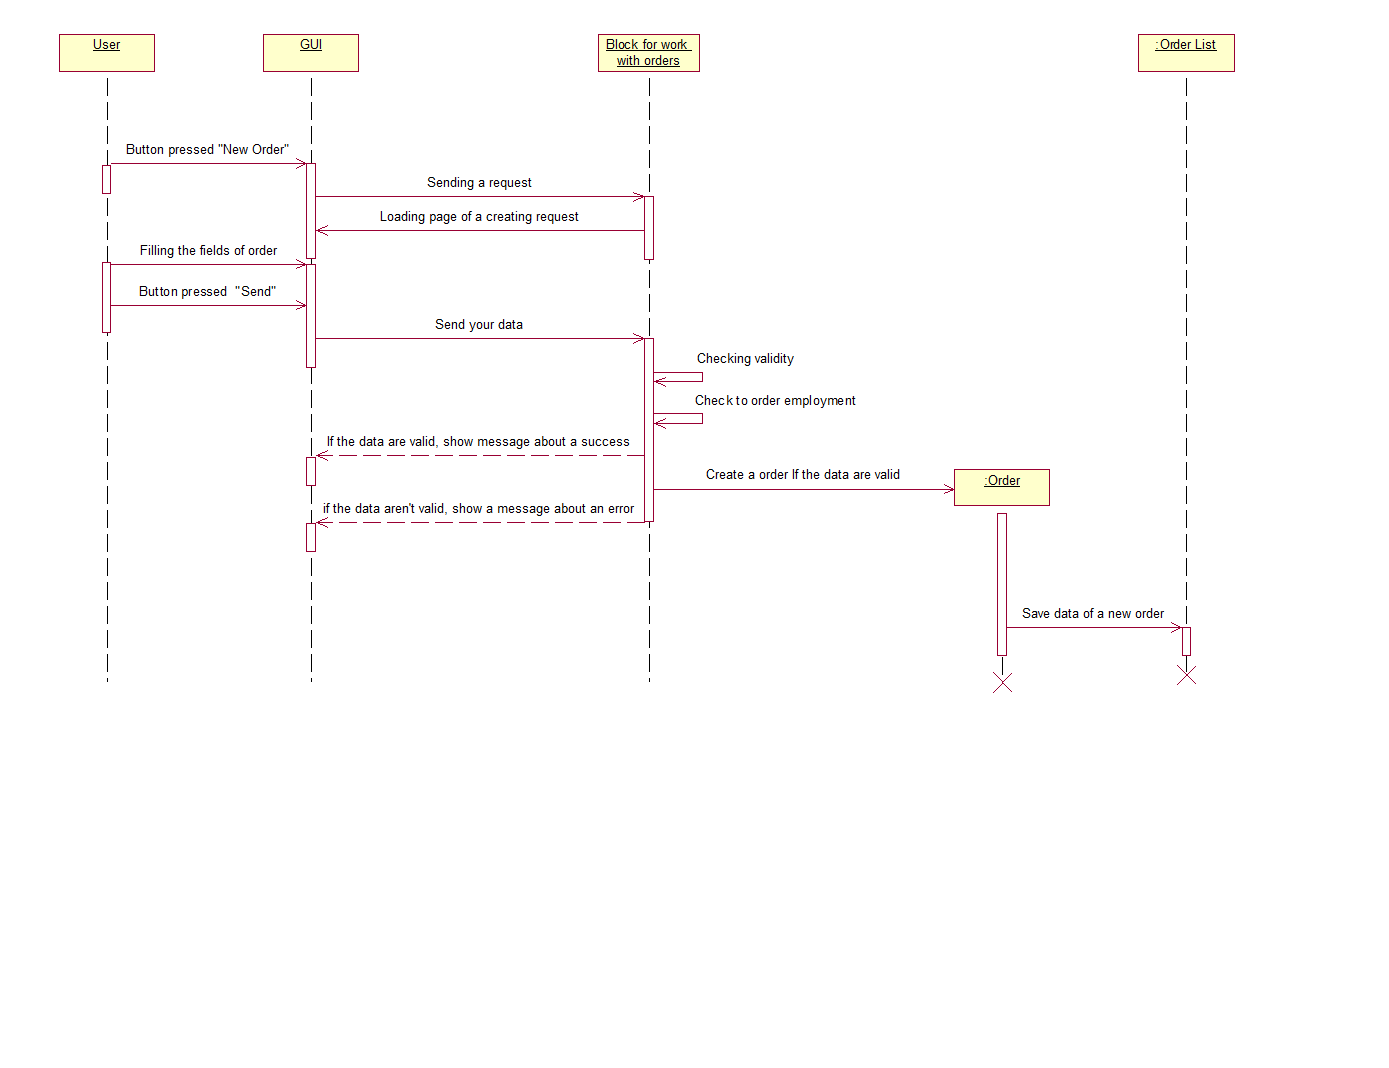 User
GUI
Block for work
with orders
:Order List
Button pressed "New Order"
Sending a request
Loading page of a creating request
Filling the fields of order
Button pressed  "Send"
Send your data
Checking validity
Check to order employment
If the data are valid, show message about a success
Create a order If the data are valid
:Order
if the data aren't valid, show a message about an error
Save data of a new order